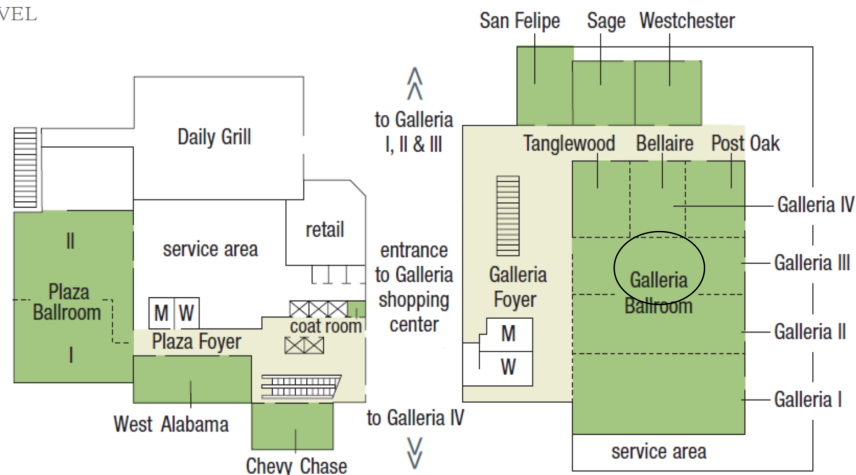 VEL
San Felipe
Sage
Westchester
Daily Grill
to Galleria
I, II & III
Tanglewood
Bellaire
Post Oak
Galleria IV
retail
II
service area
Plaza
Ballroom
I
M
W
coat room
Plaza Foyer
entrance
to Galleria
shopping
center
Galleria
Foyer
Galleria
Ballroom
Galleria III
M
W
Galleria II
West Alabama
to Galleria IV
Galleria I
Chevy Chase
service area